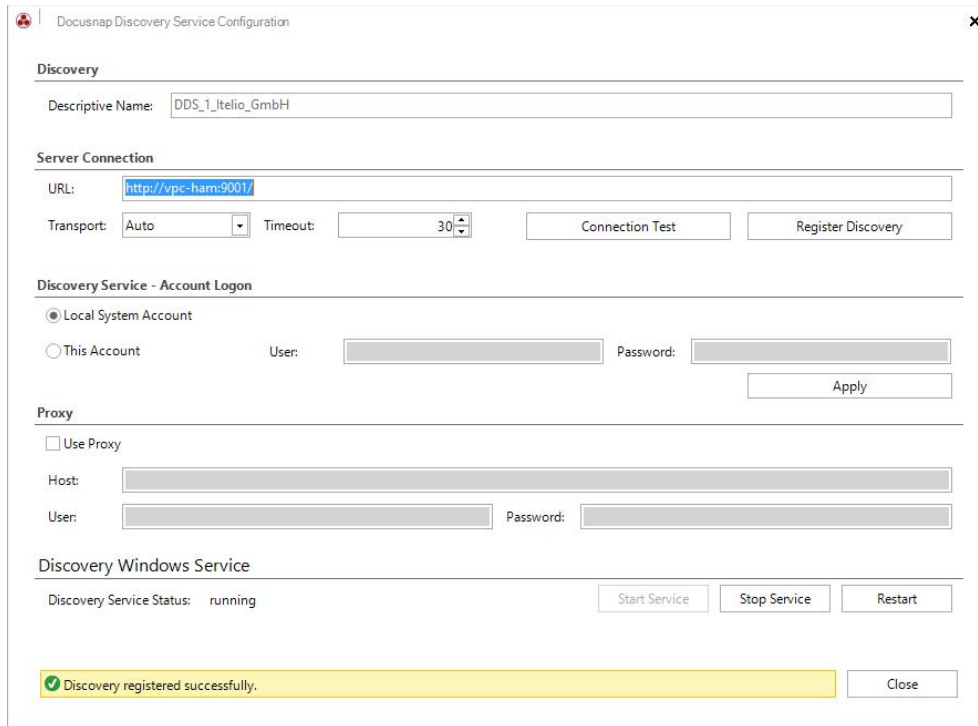 Docusnap Discovery Service Configuration
Discovery
Descriptive Name: DDS_1_Itelio_GmbH
Server Connection
URL: http://vpc-ham:9001/
Transport: Auto Timeout: 30 Connection Test Register Discovery
Discovery Service - Account Logon
Local System Account
This Account User: Password:
Apply
Proxy
Use Proxy
Host:
User: Password:
Discovery Windows Service
Discovery Service Status: running Start Service Stop Service Restart
Discovery registered successfully. Close